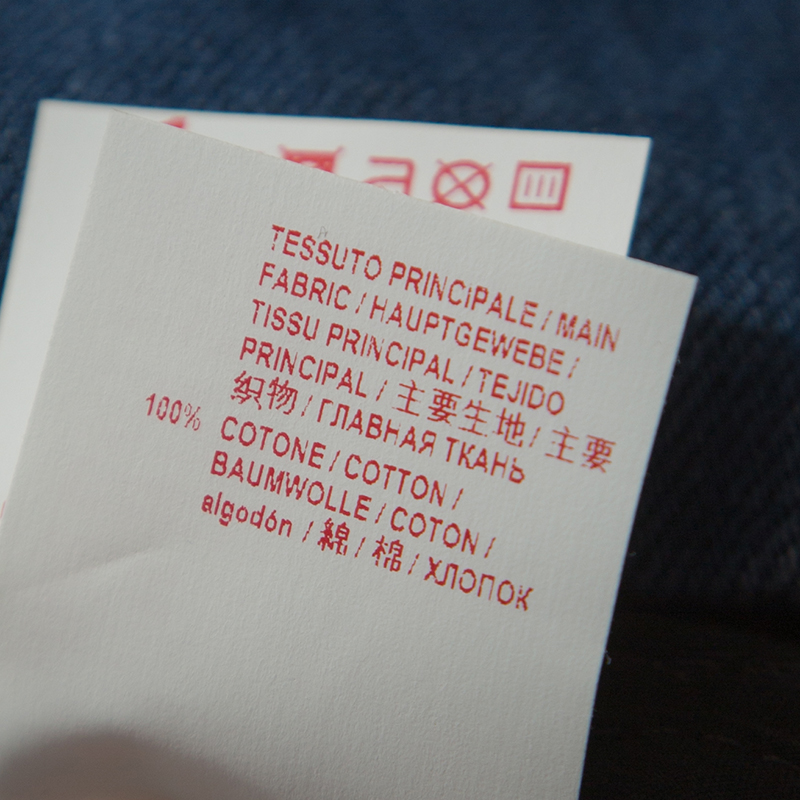 TESSUTO PRINCIPALE / MAIN
FABRIC / HAUPTGEWEBE /
TISSU PRINCIPAL / TEJIDO
PRINCIPAL / 主要生地 / 主要
织物 / ГЛАВНАЯ ТКАНЬ
100% COTONE / COTTON /
BAUMWOLLE / COTON /
algodón / 綿 / 棉 / ХЛОПОК